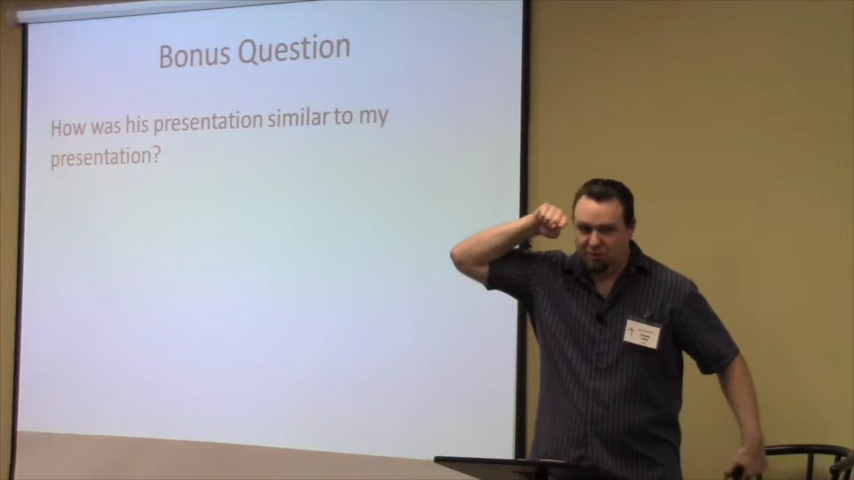 Bonus Question
How was his presentation similar to my
presentation?